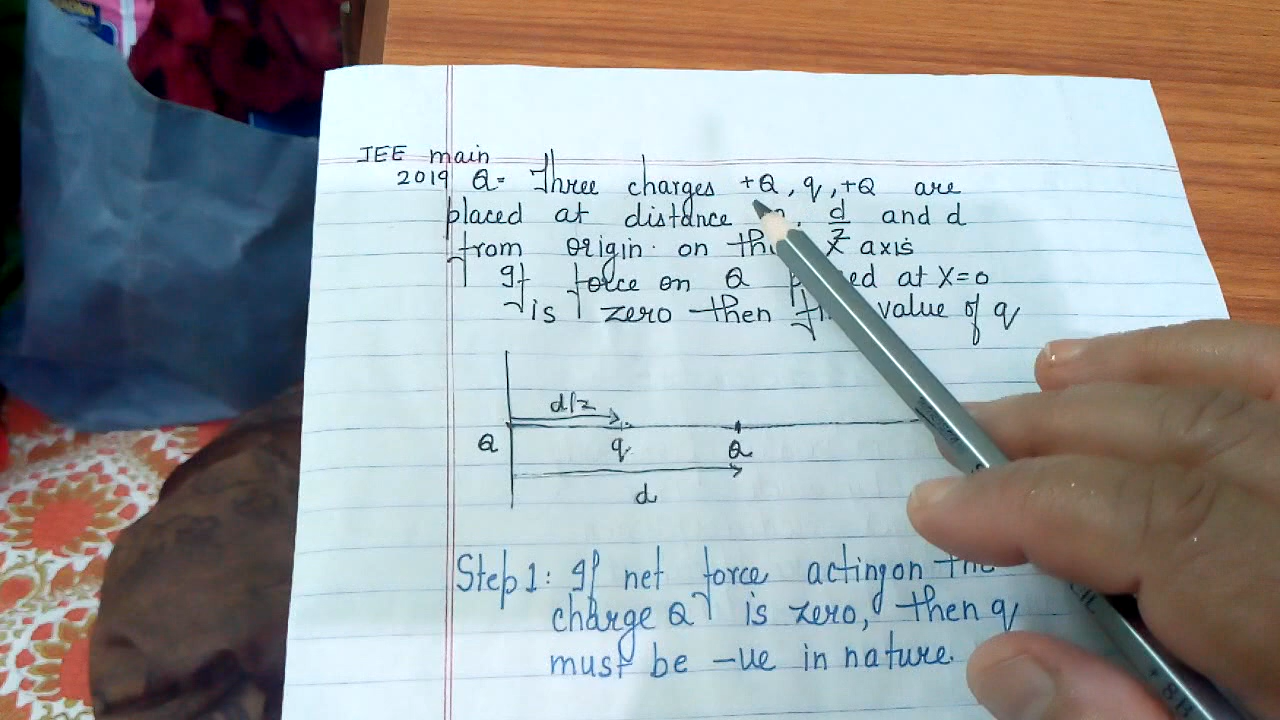 JEE main
2019 Q= Three charges +Q, q, +Q are
placed at distance d/2 and d
from origin on X axis
If force on Q at X=0
is zero then value of q
d/2
Q q Q
d
Step 1: If net force acting on the
charge Q is zero, then q
must be -ve in nature.